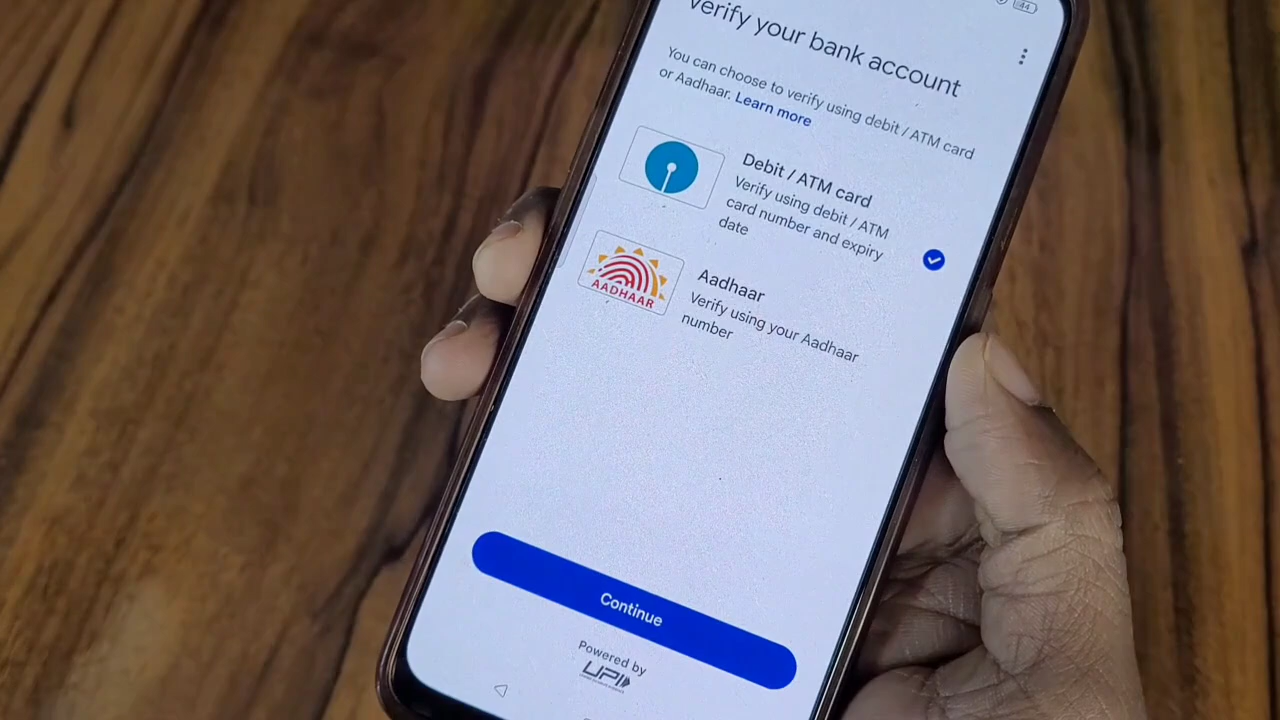 44
Verify your bank account
You can choose to verify using debit / ATM card
or Aadhaar. Learn more
Debit / ATM card
Verify using debit / ATM
card number and expiry
date
AADHAAR
Aadhaar
Verify using your Aadhaar
number
Continue
Powered by
UPI